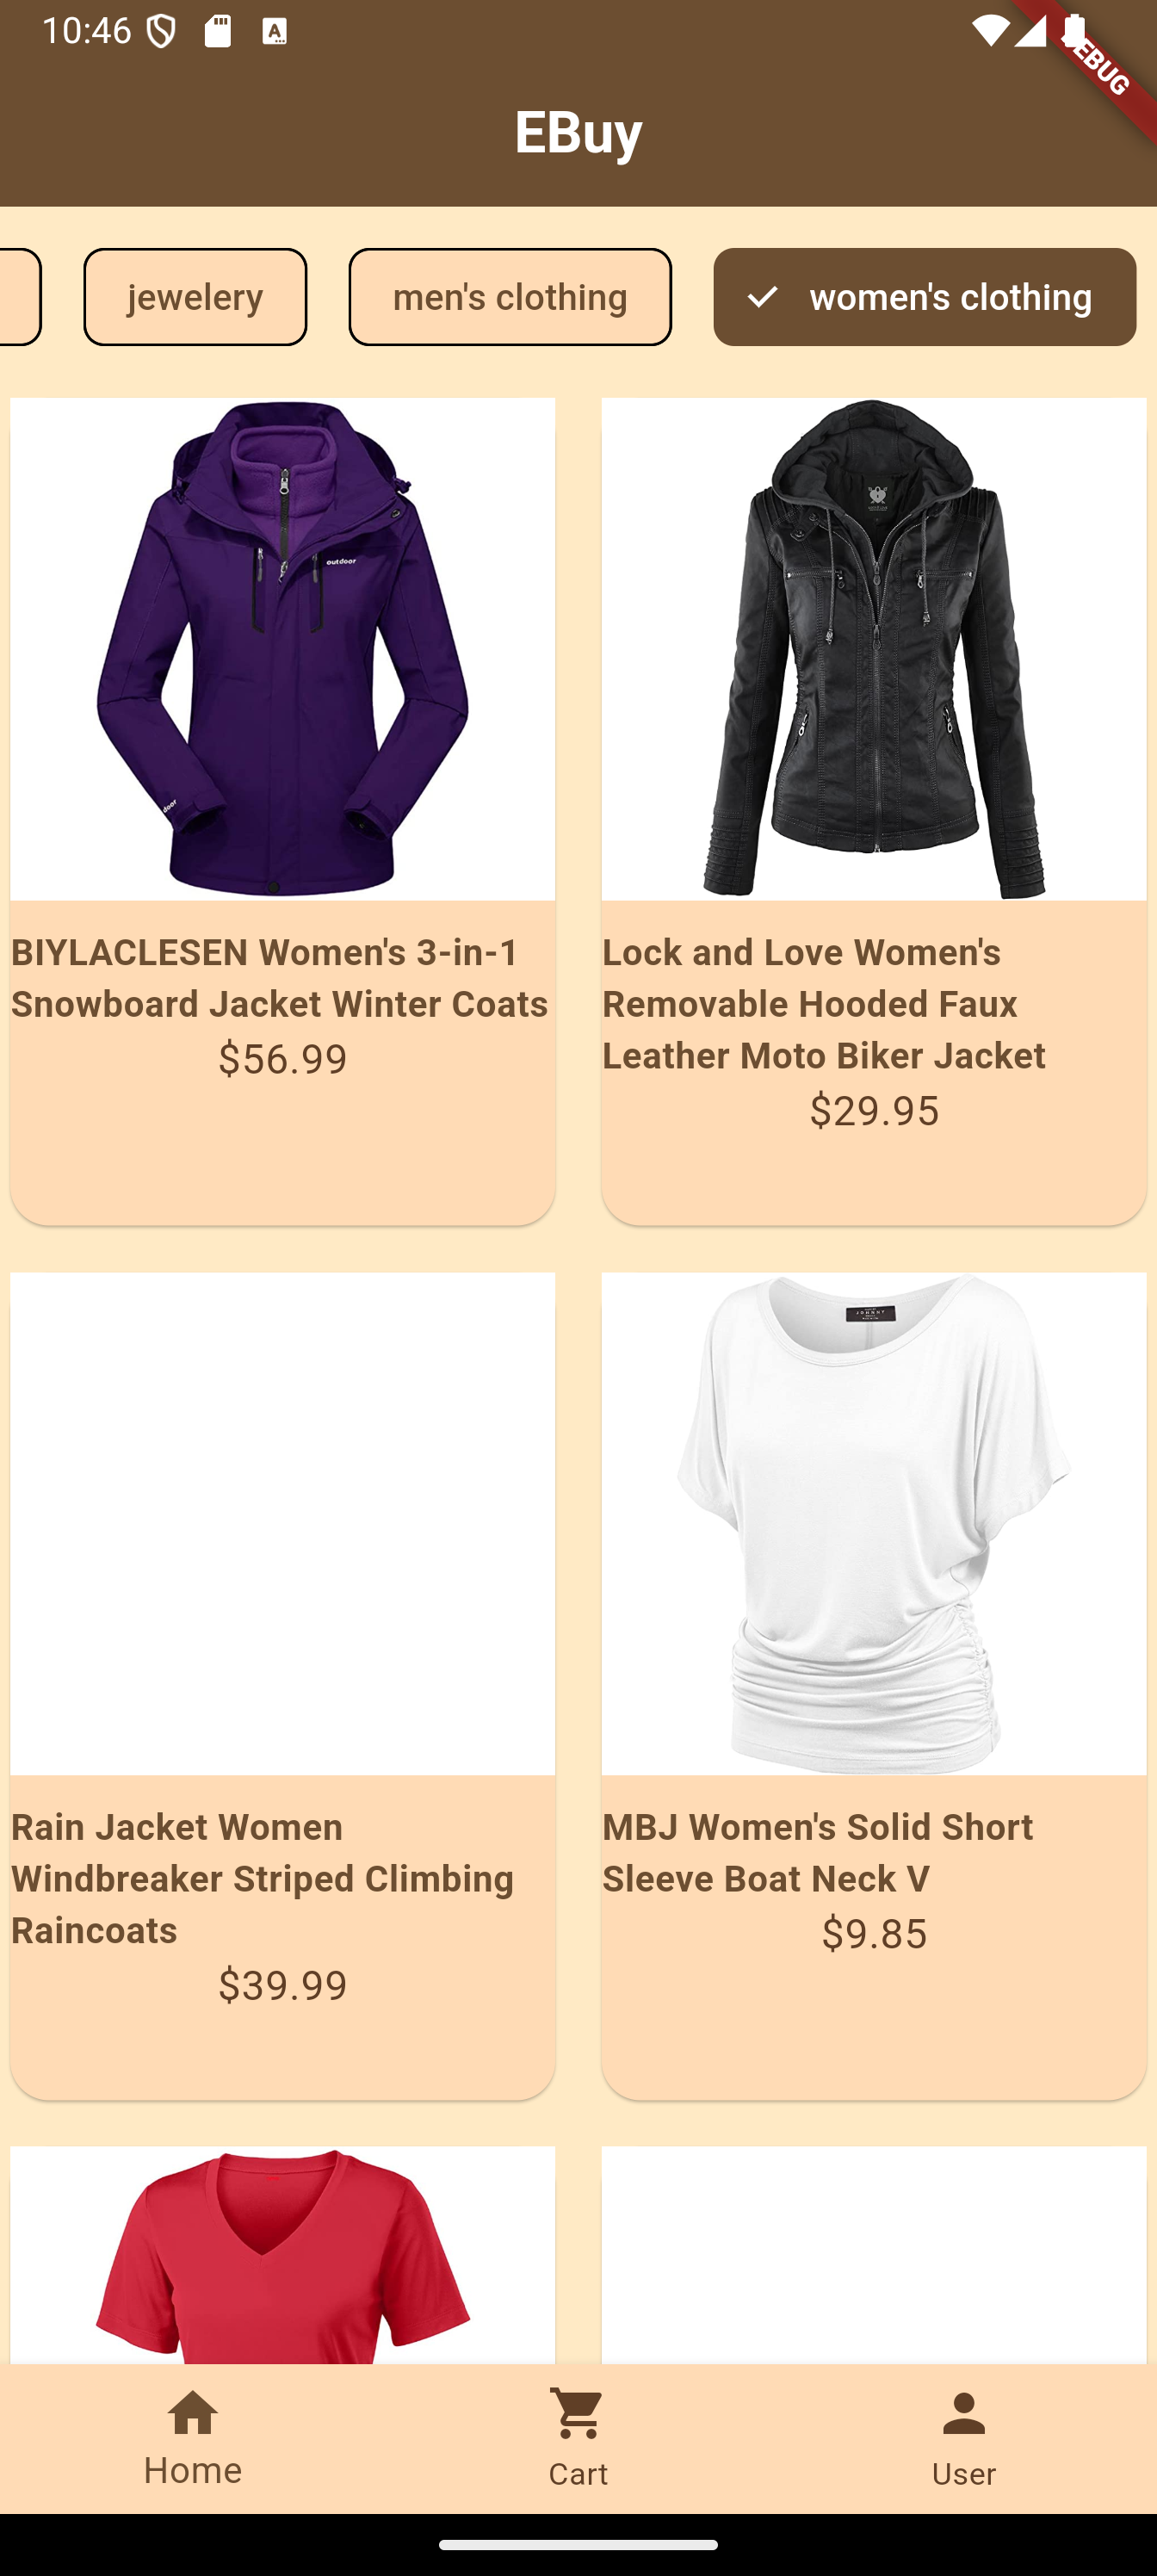 10:46
EBUG
EBuy
jewelery
men's clothing
women's clothing
outdoor
door
BIYLACLESEN Women's 3-in-1
Snowboard Jacket Winter Coats
$56.99
Lock and Love Women's
Removable Hooded Faux
Leather Moto Biker Jacket
$29.95
JOHNNY
Rain Jacket Women
Windbreaker Striped Climbing
Raincoats
$39.99
MBJ Women's Solid Short
Sleeve Boat Neck V
$9.85
Home
Cart
User